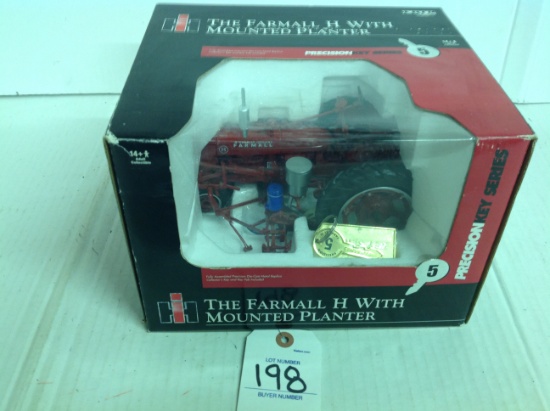 THE FARMALL H WITH
MOUNTED PLANTER
PRECISION KEY SERIES
5
FARMALL
14+
PRECISION KEY SERIES
5
5
THE FARMALL H WITH
MOUNTED PLANTER
LOT NUMBER
198
BUYER NUMBER